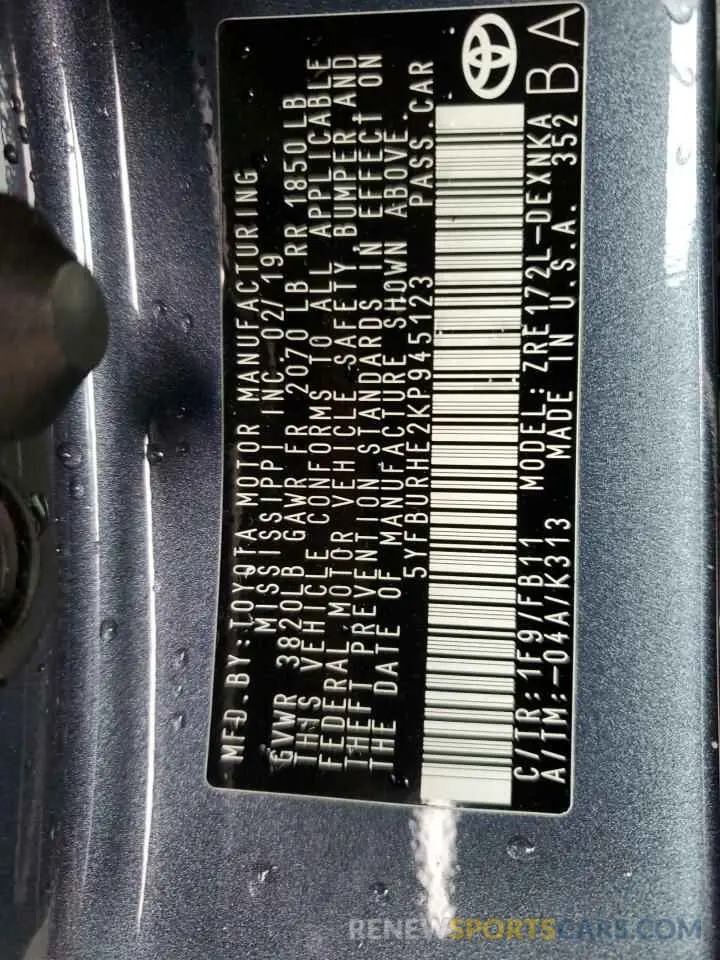 MFD. BY: TOYOTA MOTOR MANUFACTURING
MISSISSIPPI INC. 02/19
GVWR 3820LB GAWR FR 2070 LB RR 1850LB
THIS VEHICLE CONFORMS TO ALL APPLICABLE
FEDERAL MOTOR VEHICLE SAFETY, BUMPER AND
THEFT PREVENTION STANDARDS IN EFFECT ON
THE DATE OF MANUFACTURE SHOWN ABOVE.
5YFBURHE2KP945123 PASS. CAR
C/TR: 1F9/FB11 MODEL: ZRE172L-DEXNKA
A/TM: -04A/K313 MADE IN U.S.A. 352
BA
RENEWSPORTSCARS.COM